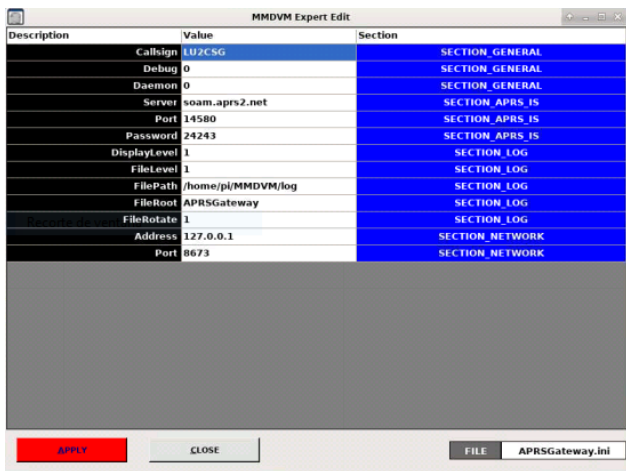 MMDVM Expert Edit
Description Value Section
Callsign LU2CSG SECTION_GENERAL
Debug 0 SECTION_GENERAL
Daemon 0 SECTION_GENERAL
Server soam.aprs2.net SECTION_APRS_IS
Port 14580 SECTION_APRS_IS
Password 24243 SECTION_APRS_IS
DisplayLevel 1 SECTION_LOG
FileLevel 1 SECTION_LOG
FilePath /home/pi/MMDVM/log SECTION_LOG
FileRoot APRSGateway SECTION_LOG
Recorte de FileRotate 1 SECTION_LOG
Address 127.0.0.1 SECTION_NETWORK
Port 8673 SECTION_NETWORK
APPLY CLOSE FILE APRSGateway.ini